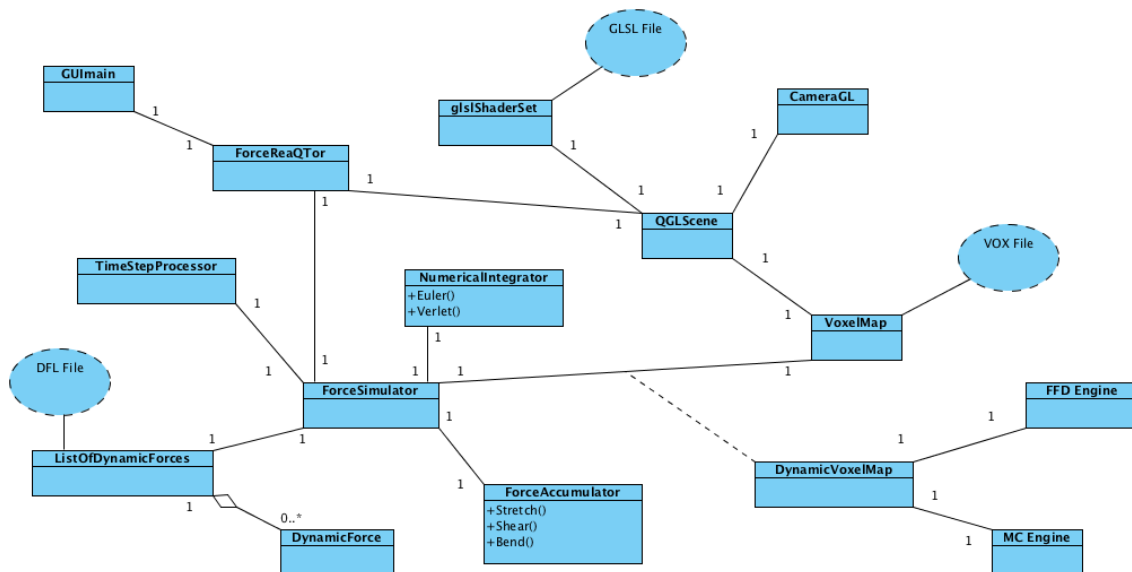 GLSL File
GUImain
CameraGL
glslShaderSet
1
1
1
1
ForceReaQTor
1
1
1
1
1
1
QGLScene
VOX File
TimeStepProcessor
NumericalIntegrator
+Euler()
+Verlet()
1
1
1
VoxelMap
1
1
DFL File
1
1
1
1
ForceSimulator
FFD Engine
1
1
1
1
1
ListOfDynamicForces
DynamicVoxelMap
1
ForceAccumulator
+Stretch()
+Shear()
+Bend()
1
1
0..*
DynamicForce
1
MC Engine